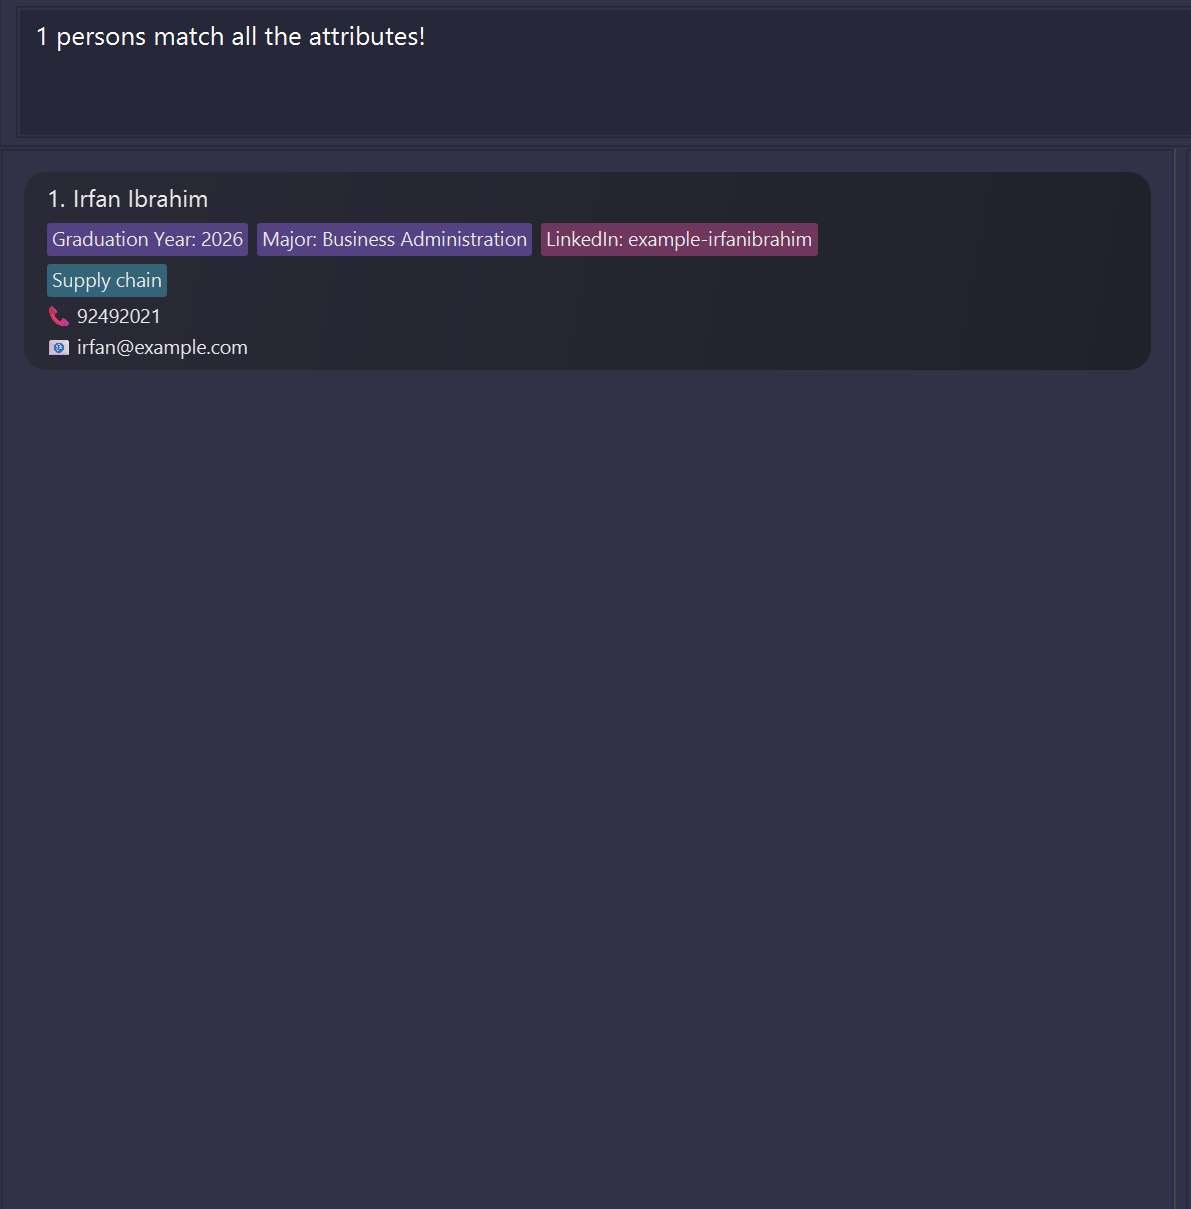 1 persons match all the attributes!
1. Irfan Ibrahim
Graduation Year: 2026 Major: Business Administration LinkedIn: example-irfanibrahim
Supply chain
92492021
irfan@example.com